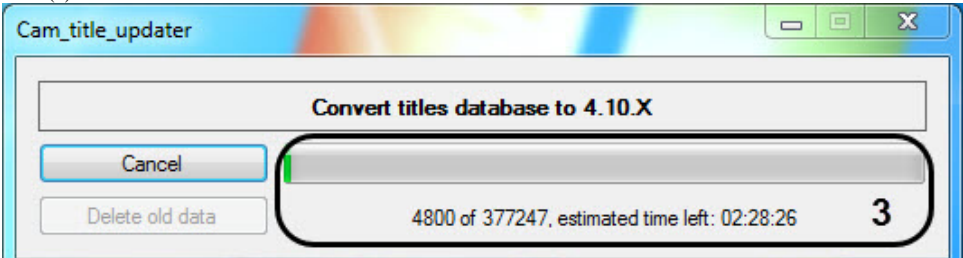 Cam_title_updater
Convert titles database to 4.10.X
Cancel
Delete old data
4800 of 377247, estimated time left: 02:28:26
3